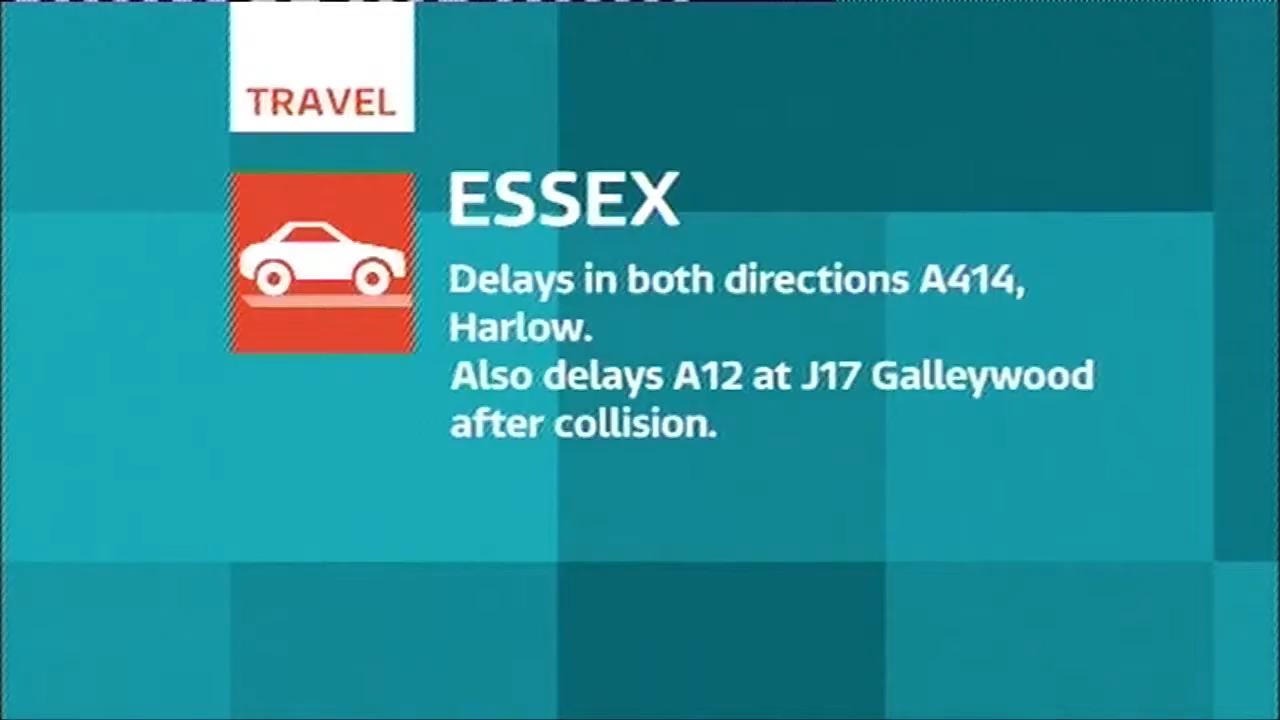 TRAVEL
ESSEX
Delays in both directions A414,
Harlow.
Also delays A12 at J17 Galleywood
after collision.